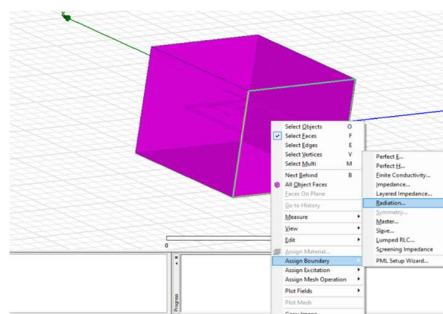 Select Objects O
Select Faces F
Select Edges E
Select Vertices V
Select Multi M
Next Behind B
All Object Faces
Faces On Plane
Go to History
Measure
View
Edit
Assign Material...
Assign Boundary
Assign Excitation
Assign Mesh Operation
Plot Fields
Plot Mesh
Copy Image
Perfect E...
Perfect H...
Finite Conductivity...
Impedance...
Layered Impedance...
Radiation...
Symmetry...
Master...
Slave...
Lumped RLC...
Screening Impedance
PML Setup Wizard...
0
Progress